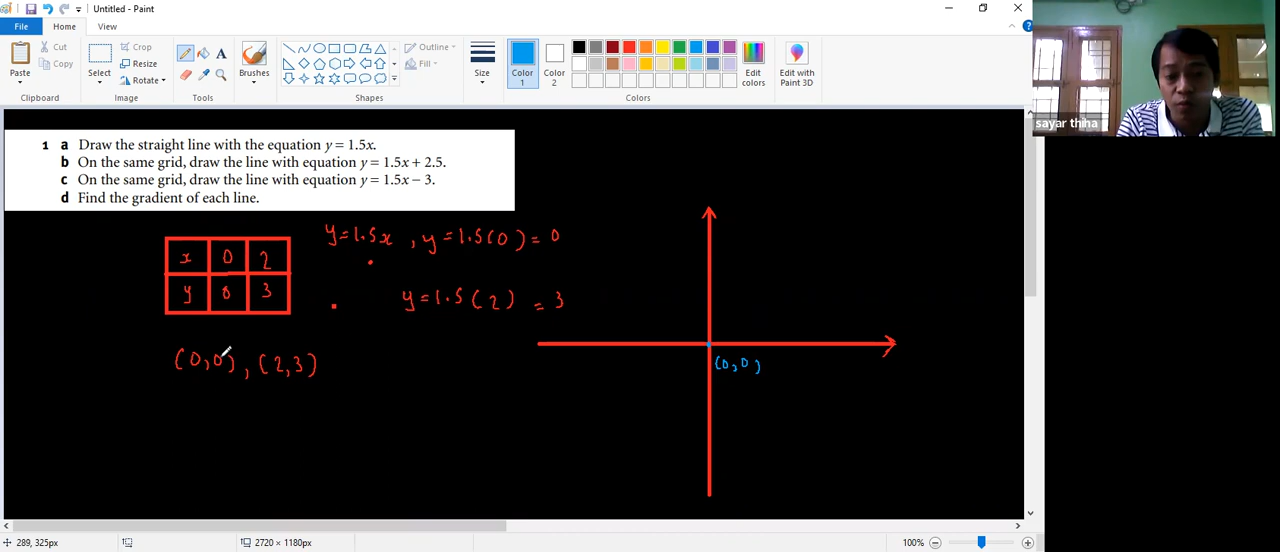 Untitled - Paint
File Home View
Paste
Cut
Copy
Clipboard
Select
Crop
Resize
Rotate
Image
Tools
Brushes
Shapes
Outline
Fill
Size
Color 1
Color 2
Edit colors
Colors
Edit with Paint 3D
sayar thiha
1 a Draw the straight line with the equation y = 1.5x.
b On the same grid, draw the line with equation y = 1.5x + 2.5.
c On the same grid, draw the line with equation y = 1.5x − 3.
d Find the gradient of each line.
y=1.5x , y=1.5(0)=0
x 0 2
y 0 3
y=1.5(2) = 3
(0,0), (2,3)
(0,0)
289, 325px
2720 × 1180px
100%